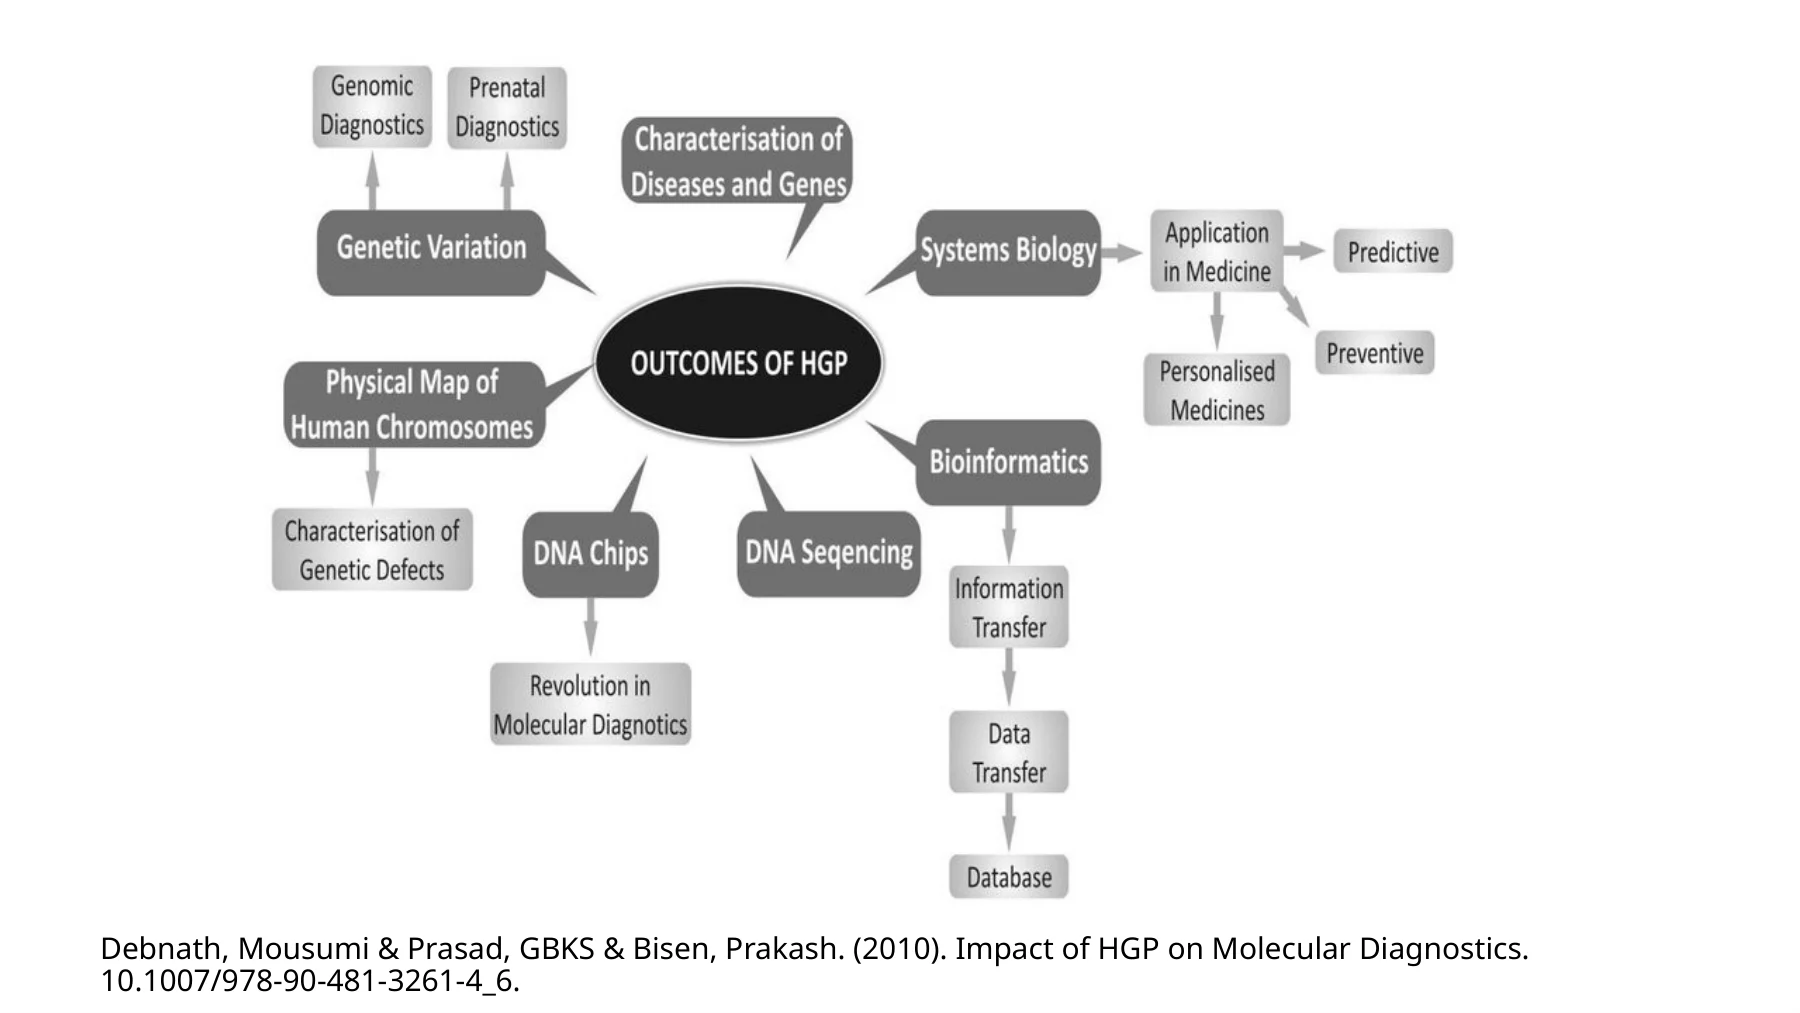 Genomic
Diagnostics
Prenatal
Diagnostics
Characterisation of
Diseases and Genes
Genetic Variation
Systems Biology
Application
in Medicine
Predictive
Preventive
Personalised
Medicines
OUTCOMES OF HGP
Physical Map of
Human Chromosomes
Characterisation of
Genetic Defects
DNA Chips
Revolution in
Molecular Diagnotics
DNA Seqencing
Bioinformatics
Information
Transfer
Data
Transfer
Database
Debnath, Mousumi & Prasad, GBKS & Bisen, Prakash. (2010). Impact of HGP on Molecular Diagnostics.
10.1007/978-90-481-3261-4_6.